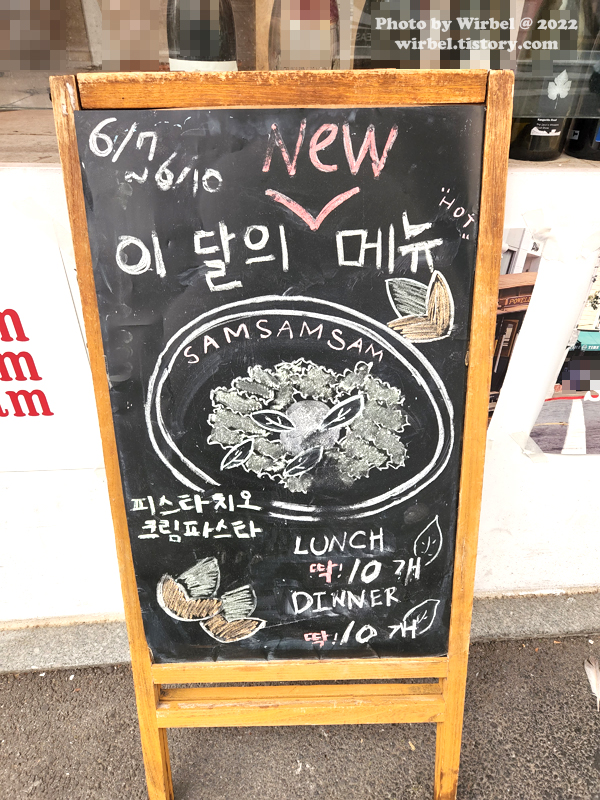 Photo by Wirbel @ 2022
wirbel.tistory.com
6/7
~6/10
New
"HOT"
이 달의 메뉴
SAMSAMSAM
피스타치오
크림파스타
LUNCH
딱! 10 개
DINNER
딱! 10 개
m
m
am